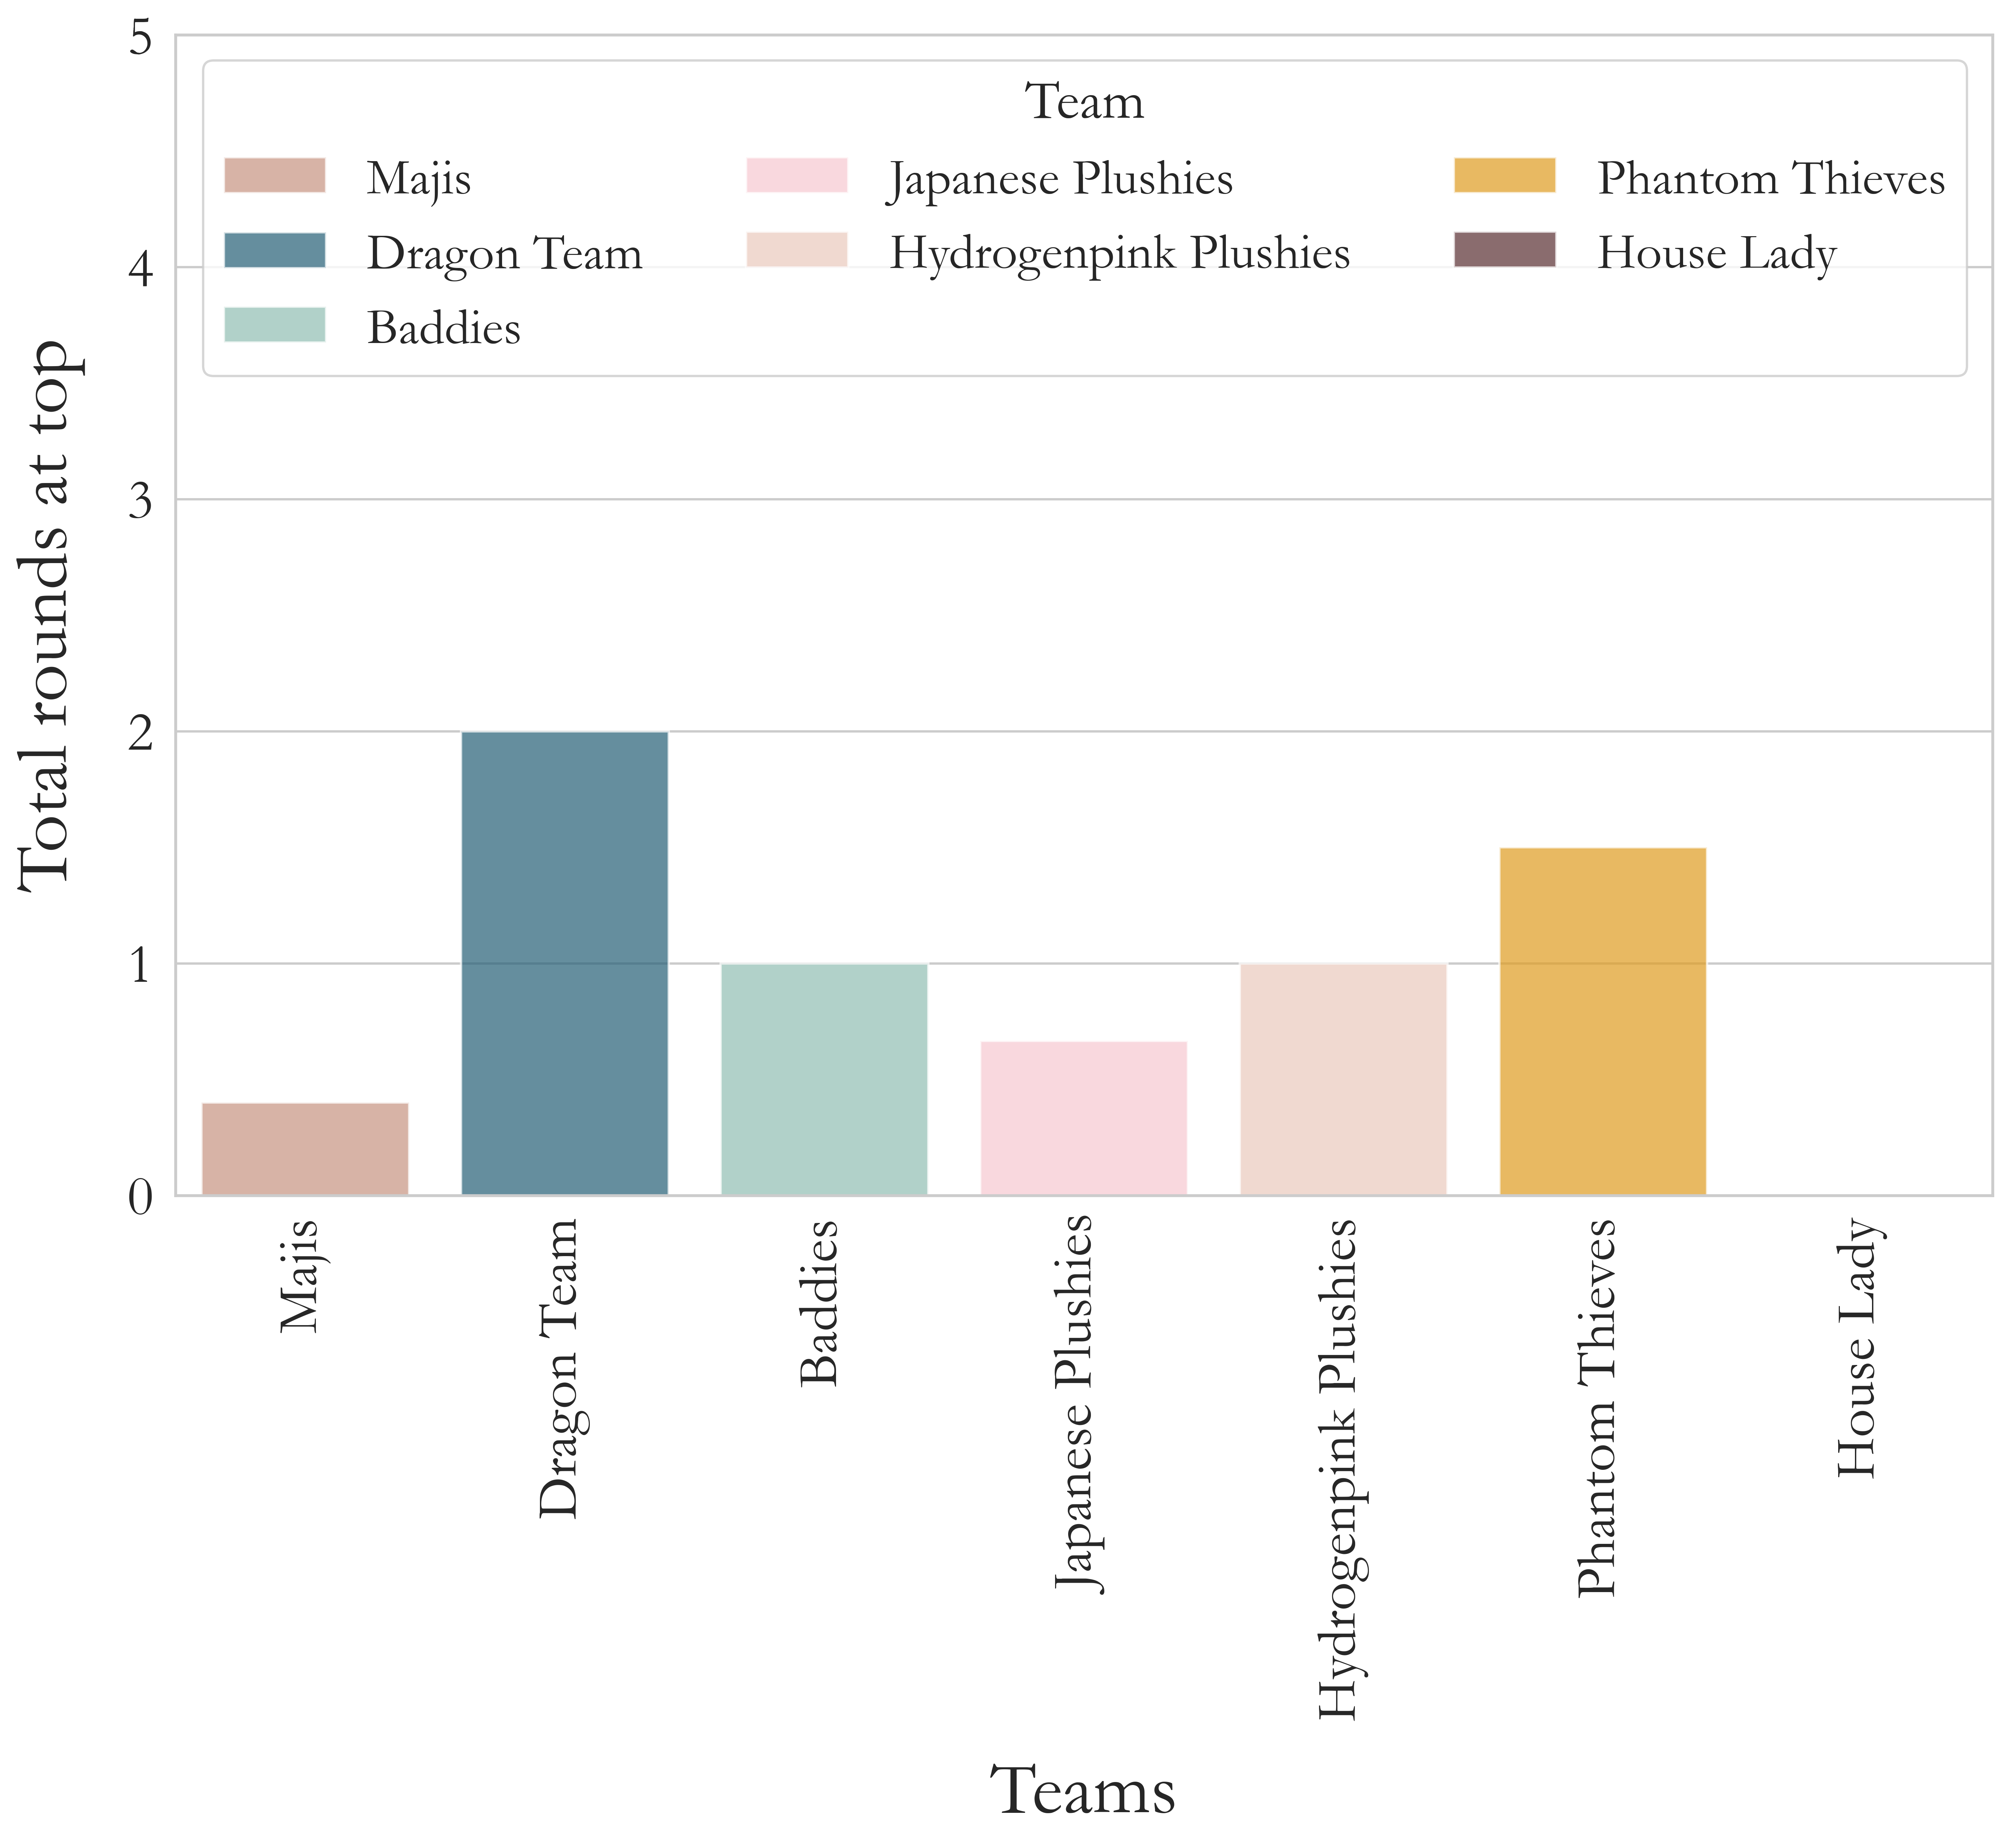 Total rounds at top
5
4
3
2
1
0
Team
Majis
Dragon Team
Baddies
Japanese Plushies
Hydrogenpink Plushies
Phantom Thieves
House Lady
Majis
Dragon Team
Baddies
Japanese Plushies
Hydrogenpink Plushies
Phantom Thieves
House Lady
Teams